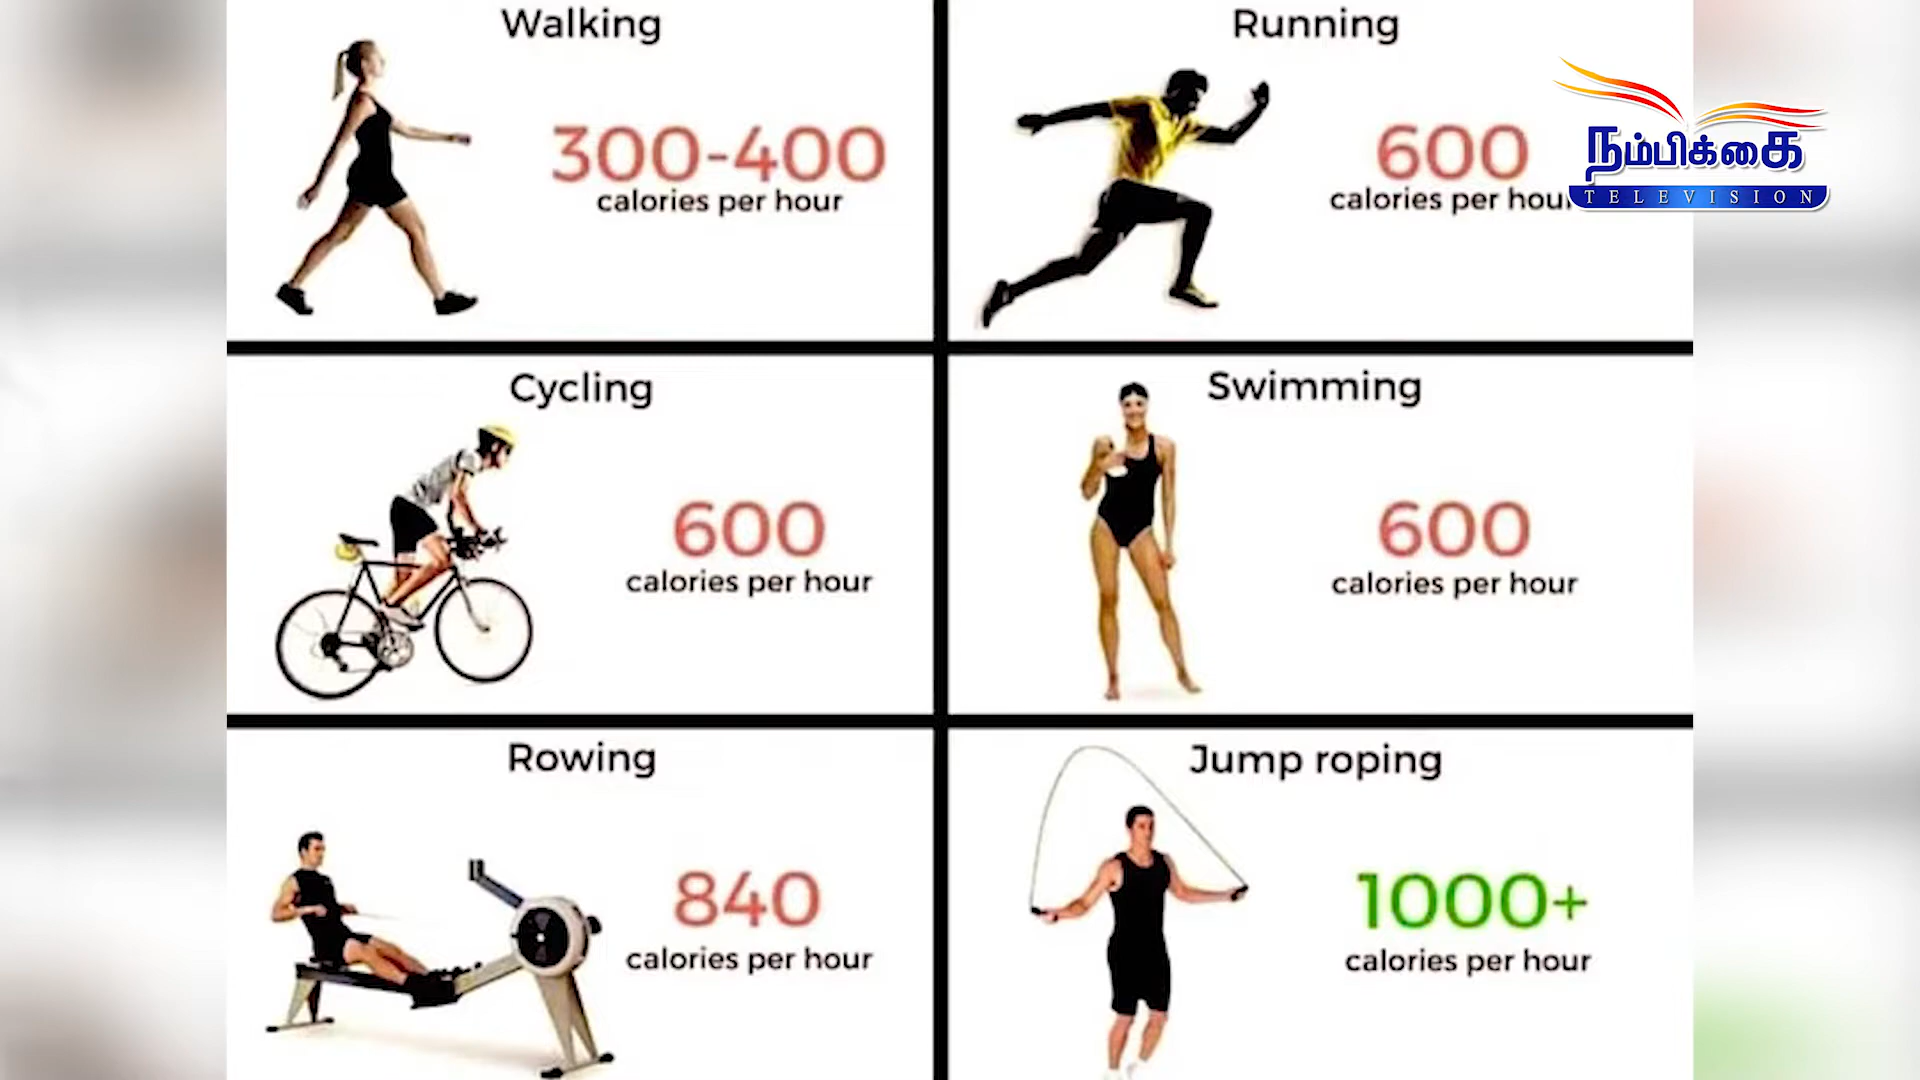 Walking
300-400
calories per hour
Running
600
calories per hour
நம்பிக்கை
TELEVISION
Cycling
600
calories per hour
Swimming
600
calories per hour
Rowing
840
calories per hour
Jump roping
1000+
calories per hour